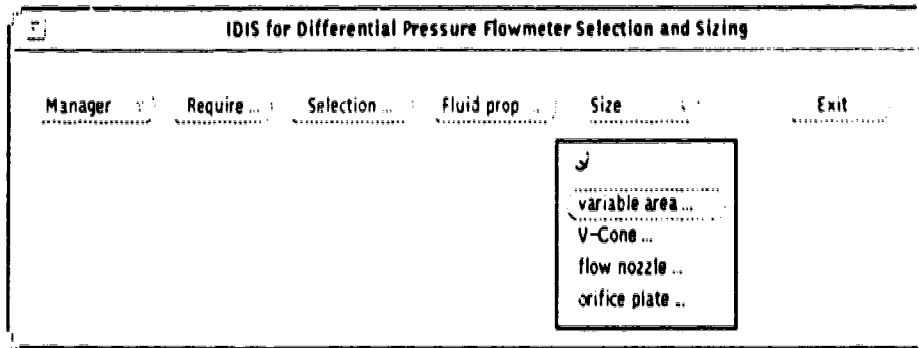 IDIS for Differential Pressure Flowmeter Selection and Sizing
Manager Require ... Selection ... Fluid prop ... Size Exit
variable area ...
V-Cone ...
flow nozzle ...
orifice plate ...